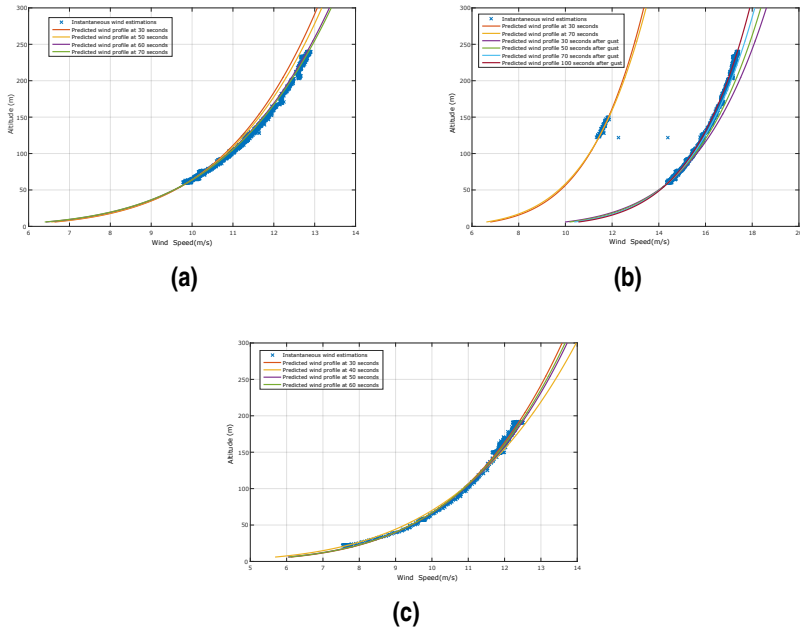 300
250
200
150
100
50
0
Altitude (m)
Instantaneous wind estimations
Predicted wind profile at 30 seconds
Predicted wind profile at 50 seconds
Predicted wind profile at 60 seconds
Predicted wind profile at 70 seconds
6 7 8 9 10 11 12 13 14
Wind Speed(m/s)
(a)
300
250
200
150
100
50
0
Altitude (m)
Instantaneous wind estimations
Predicted wind profile at 30 seconds
Predicted wind profile at 70 seconds
Predicted wind profile 30 seconds after gust
Predicted wind profile 50 seconds after gust
Predicted wind profile 70 seconds after gust
Predicted wind profile 100 seconds after gust
6 8 10 12 14 16 18 20
Wind Speed(m/s)
(b)
300
250
200
150
100
50
0
Altitude (m)
Instantaneous wind estimations
Predicted wind profile at 30 seconds
Predicted wind profile at 40 seconds
Predicted wind profile at 50 seconds
Predicted wind profile at 60 seconds
5 6 7 8 9 10 11 12 13 14
Wind Speed(m/s)
(c)